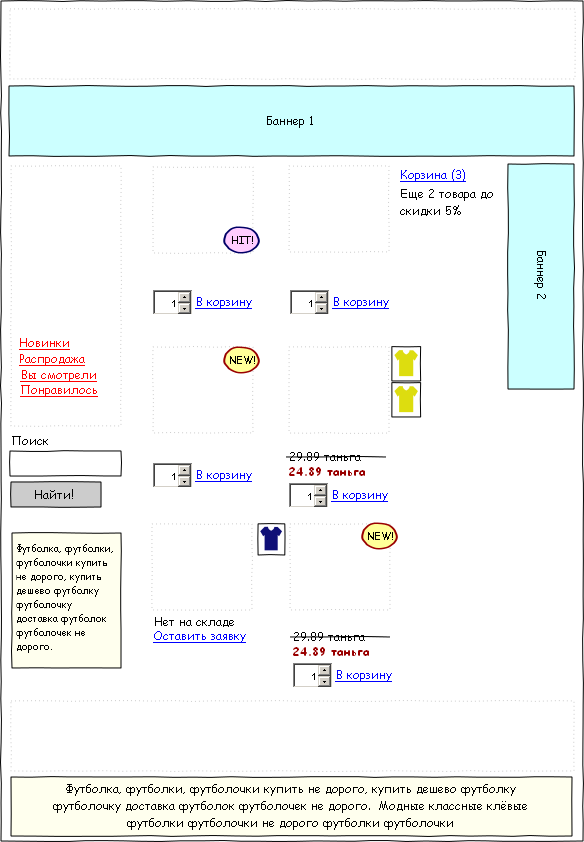 Баннер 1
Корзина (3)
Еще 2 товара до
скидки 5%
Баннер 2
HIT!
1
В корзину
1
В корзину
Новинки
Распродажа
Вы смотрели
Понравилось
NEW!
Поиск
Найти!
1
В корзину
29.89 таньга
24.89 таньга
1
В корзину
Футболка, футболки,
футболочки купить
не дорого, купить
дешево футболку
футболочку
доставка футболок
футболочек не
дорого.
NEW!
Нет на складе
Оставить заявку
29.89 таньга
24.89 таньга
1
В корзину
Футболка, футболки, футболочки купить не дорого, купить дешево футболку
футболочку доставка футболок футболочек не дорого. Модные классные клёвые
футболки футболочки не дорого футболки футболочки